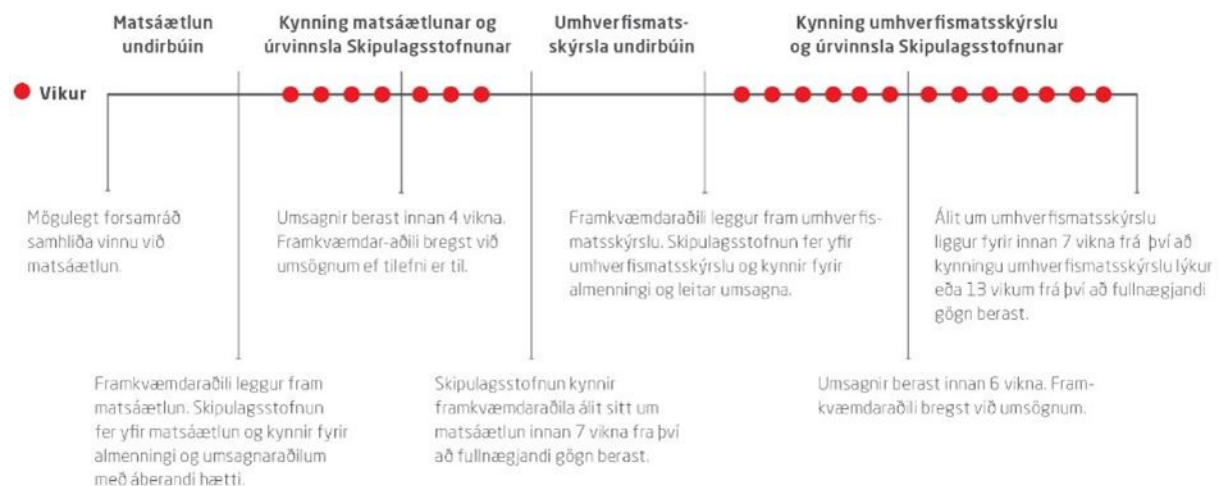 Matsáætlun
undirbúin
Kynning matsáætlunar og
úrvinnsla Skipulagsstofnunar
Umhverfismats-
skýrsla undirbúin
Kynning umhverfismatsskýrslu
og úrvinnsla Skipulagsstofnunar
Vikur
Mögulegt forsamráð
samhliða vinnu við
matsáætlun.
Umsagnir berast innan 4 vikna.
Framkvæmdar-aðili bregst við
umsögnum ef tilefni er til.
Framkvæmdaraðili leggur fram umhverfis-
matsskýrslu. Skipulagsstofnun fer yfir
umhverfismatsskýrslu og kynnir fyrir
almenningi og leitar umsagna.
Álit um umhverfismatsskýrslu
liggur fyrir innan 7 vikna frá því að
kynningu umhverfismatsskýrslu lýkur
eða 13 vikum frá því að fullnægjandi
gögn berast.
Framkvæmdaraðili leggur fram
matsáætlun. Skipulagsstofnun
fer yfir matsáætlun og kynnir fyrir
almenningi og umsagnaraðilum
með áberandi hætti.
Skipulagsstofnun kynnir
framkvæmdaraðila álit sitt um
matsáætlun innan 7 vikna fra því
að fullnægjandi gögn berast.
Umsagnir berast innan 6 vikna. Fram-
kvæmdaraðili bregst við umsögnum.